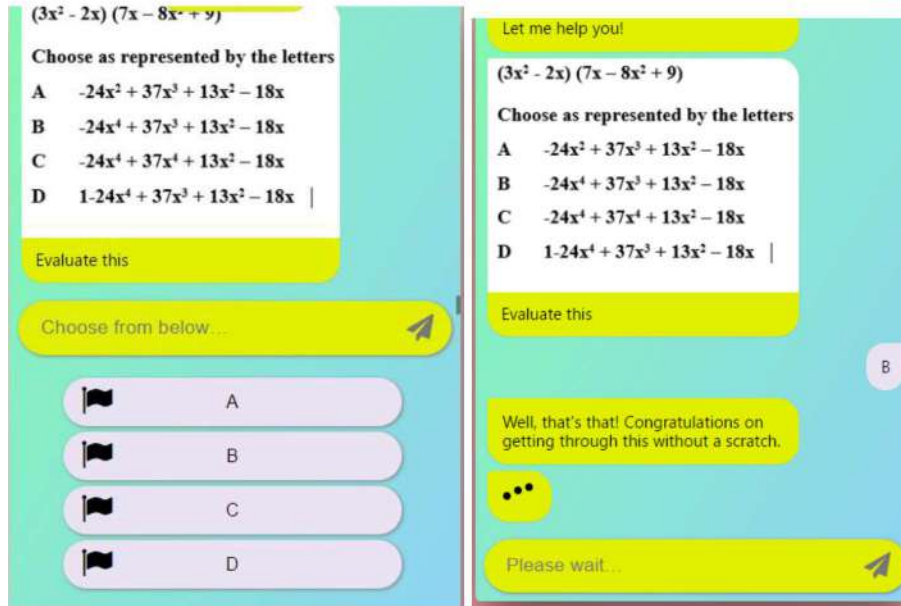 (3x² - 2x) (7x – 8x² + 9)
Choose as represented by the letters
A -24x² + 37x³ + 13x² – 18x
B -24x⁴ + 37x³ + 13x² – 18x
C -24x⁴ + 37x⁴ + 13x² – 18x
D 1-24x⁴ + 37x³ + 13x² – 18x |
Evaluate this
Choose from below...
A
B
C
D
Let me help you!
(3x² - 2x) (7x – 8x² + 9)
Choose as represented by the letters
A -24x² + 37x³ + 13x² – 18x
B -24x⁴ + 37x³ + 13x² – 18x
C -24x⁴ + 37x⁴ + 13x² – 18x
D 1-24x⁴ + 37x³ + 13x² – 18x |
Evaluate this
B
Well, that's that! Congratulations on
getting through this without a scratch.
Please wait...